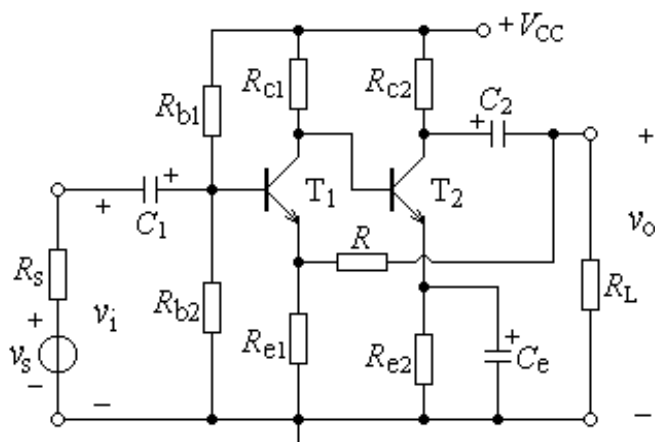 +VCC
Rc1
Rc2
Rb1
C2
+
+
+
+
C1
T1
T2
vo
R
Rs
vi
Rb2
RL
+
vs
Re1
Re2
+
Ce
−
−
−